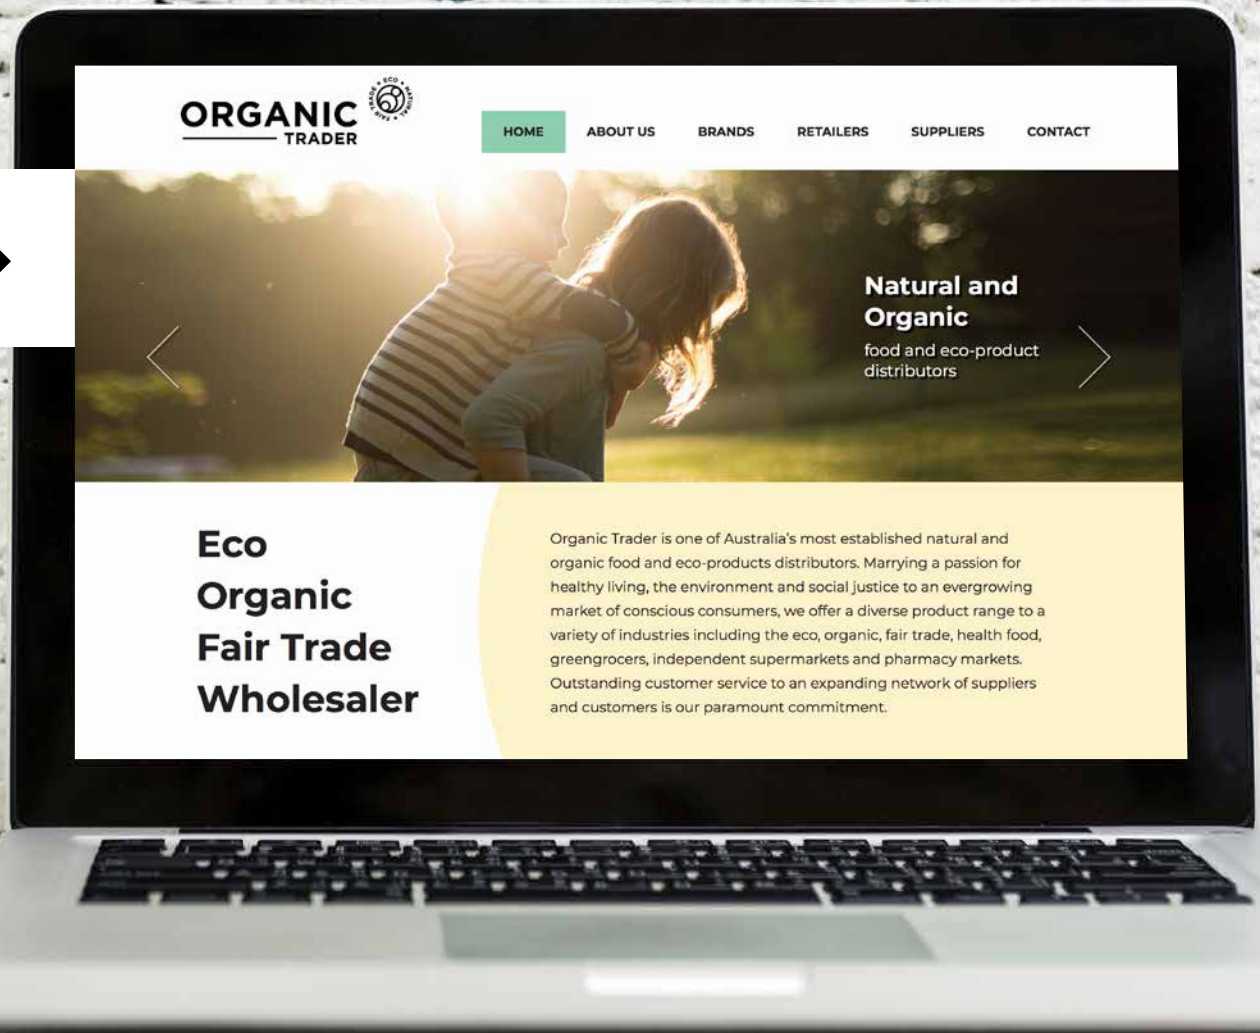 ORGANIC
TRADER
ECO • NATURAL • FAIR TRADE •
HOME ABOUT US BRANDS RETAILERS SUPPLIERS CONTACT
Natural and
Organic
food and eco-product
distributors
Eco
Organic
Fair Trade
Wholesaler
Organic Trader is one of Australia's most established natural and
organic food and eco-products distributors. Marrying a passion for
healthy living, the environment and social justice to an evergrowing
market of conscious consumers, we offer a diverse product range to a
variety of industries including the eco, organic, fair trade, health food,
greengrocers, independent supermarkets and pharmacy markets.
Outstanding customer service to an expanding network of suppliers
and customers is our paramount commitment.